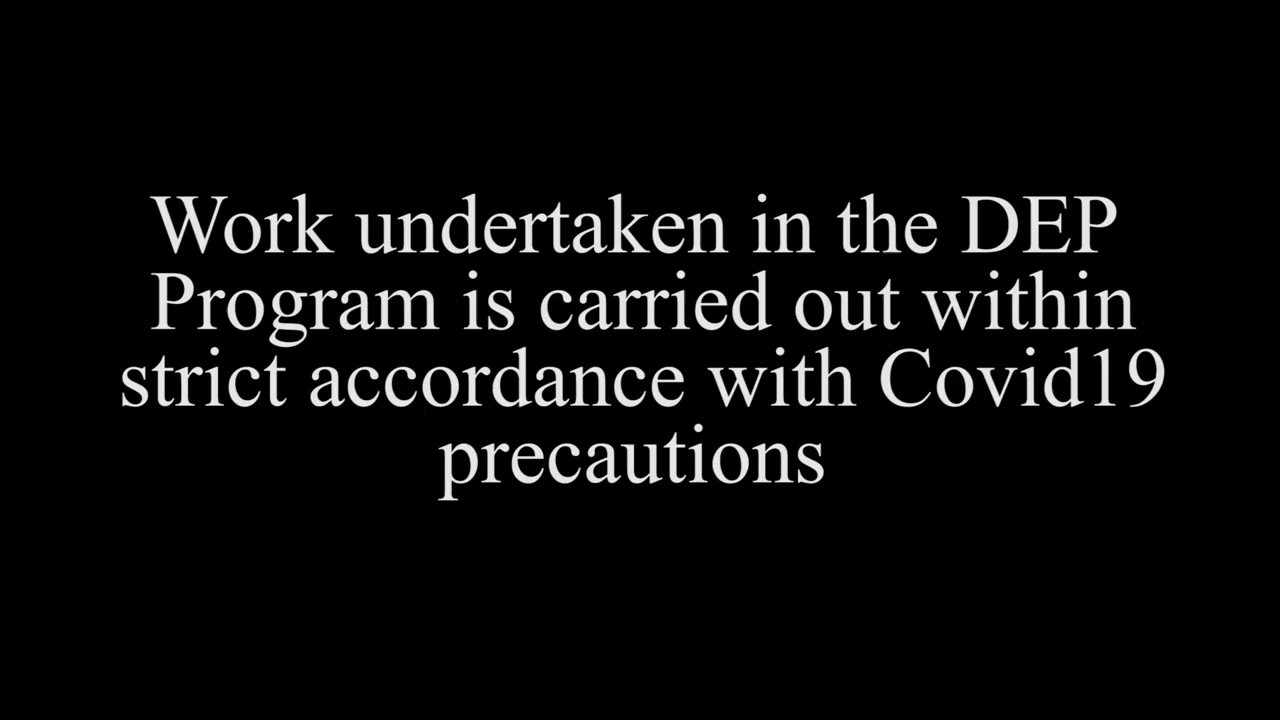 Work undertaken in the DEP
Program is carried out within
strict accordance with Covid19
precautions